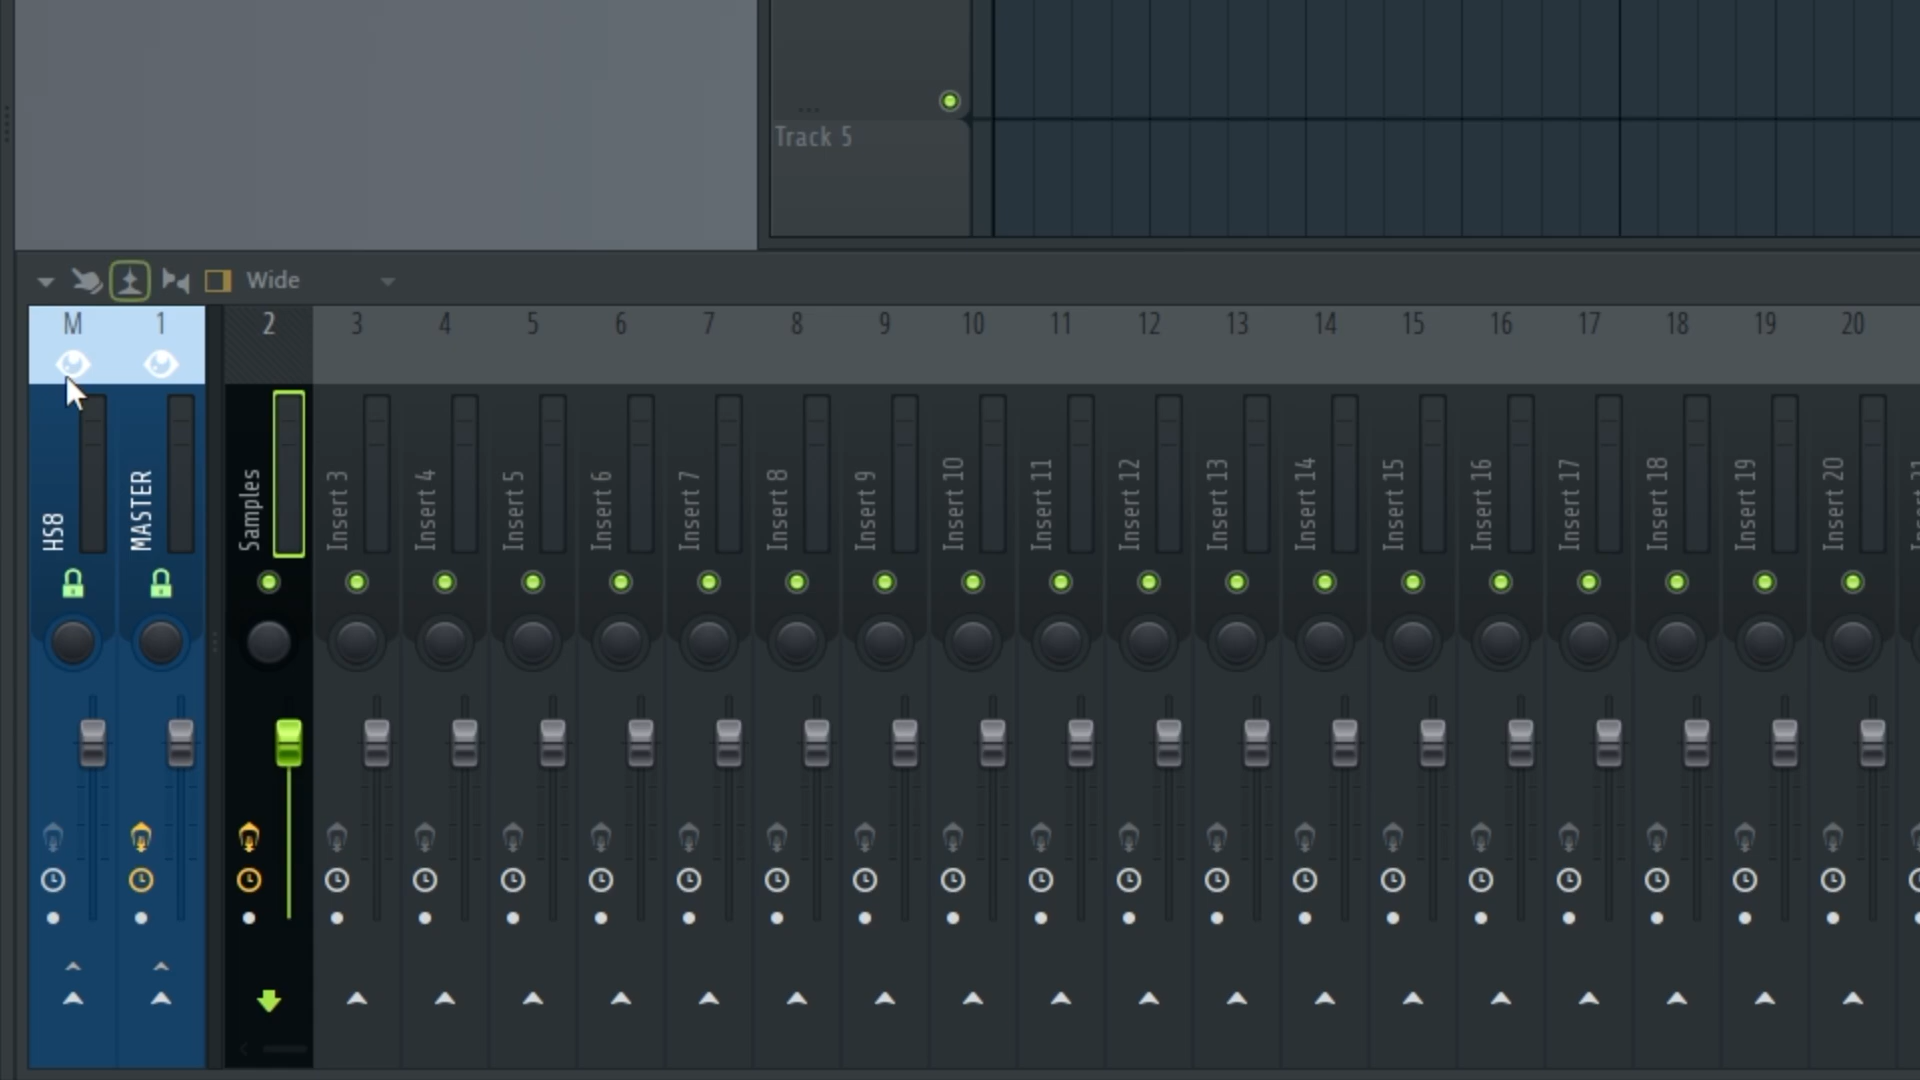 ...
Track 5
Wide
M 1 2 3 4 5 6 7 8 9 10 11 12 13 14 15 16 17 18 19 20
HS8
MASTER
Samples
Insert 3
Insert 4
Insert 5
Insert 6
Insert 7
Insert 8
Insert 9
Insert 10
Insert 11
Insert 12
Insert 13
Insert 14
Insert 15
Insert 16
Insert 17
Insert 18
Insert 19
Insert 20